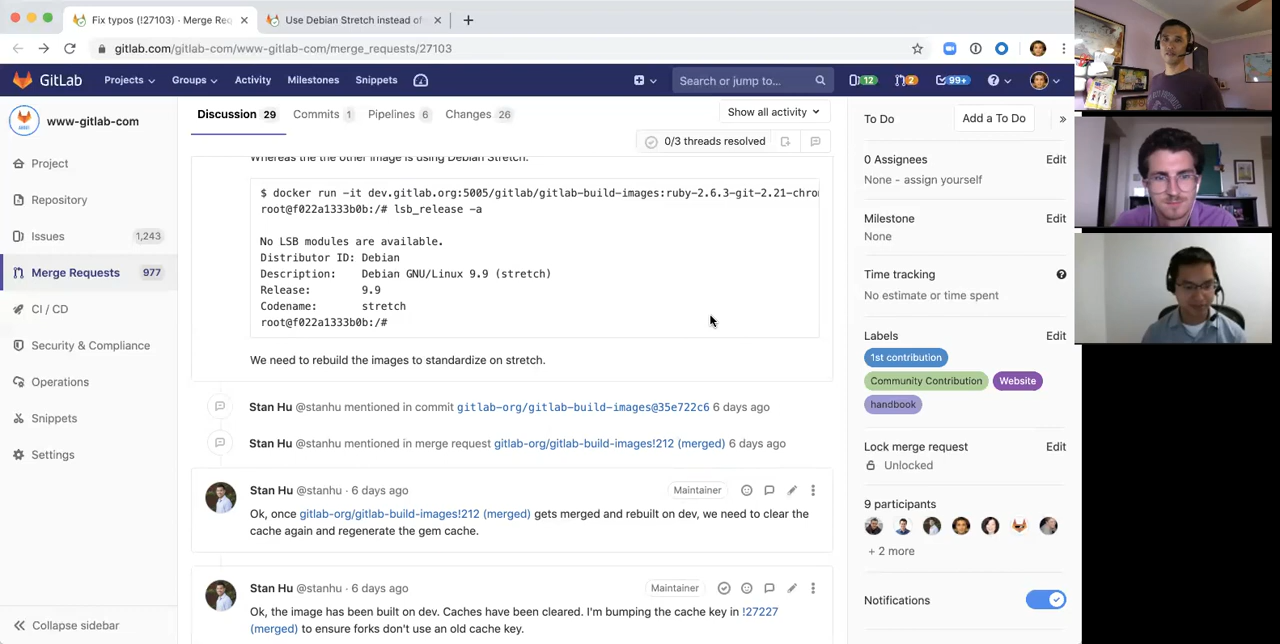 Fix typos (!27103) · Merge Req
Use Debian Stretch instead of
gitlab.com/gitlab-com/www-gitlab-com/merge_requests/27103
GitLab
Projects
Groups
Activity
Milestones
Snippets
Search or jump to...
12
2
99+
www-gitlab-com
Project
Repository
Issues 1,243
Merge Requests 977
CI / CD
Security & Compliance
Operations
Snippets
Settings
Collapse sidebar
Discussion 29
Commits 1
Pipelines 6
Changes 26
Show all activity
0/3 threads resolved
Whereas the the other image is using Debian Stretch.
$ docker run -it dev.gitlab.org:5005/gitlab/gitlab-build-images:ruby-2.6.3-git-2.21-chro
root@f022a1333b0b:/# lsb_release -a
No LSB modules are available.
Distributor ID: Debian
Description: Debian GNU/Linux 9.9 (stretch)
Release: 9.9
Codename: stretch
root@f022a1333b0b:/#
We need to rebuild the images to standardize on stretch.
Stan Hu @stanhu mentioned in commit gitlab-org/gitlab-build-images@35e722c6 6 days ago
Stan Hu @stanhu mentioned in merge request gitlab-org/gitlab-build-images!212 (merged) 6 days ago
Stan Hu @stanhu · 6 days ago
Maintainer
Ok, once gitlab-org/gitlab-build-images!212 (merged) gets merged and rebuilt on dev, we need to clear the
cache again and regenerate the gem cache.
Stan Hu @stanhu · 6 days ago
Maintainer
Ok, the image has been built on dev. Caches have been cleared. I'm bumping the cache key in !27227
(merged) to ensure forks don't use an old cache key.
To Do
Add a To Do
0 Assignees
Edit
None - assign yourself
Milestone
Edit
None
Time tracking
No estimate or time spent
Labels
Edit
1st contribution
Community Contribution
Website
handbook
Lock merge request
Edit
Unlocked
9 participants
+ 2 more
Notifications